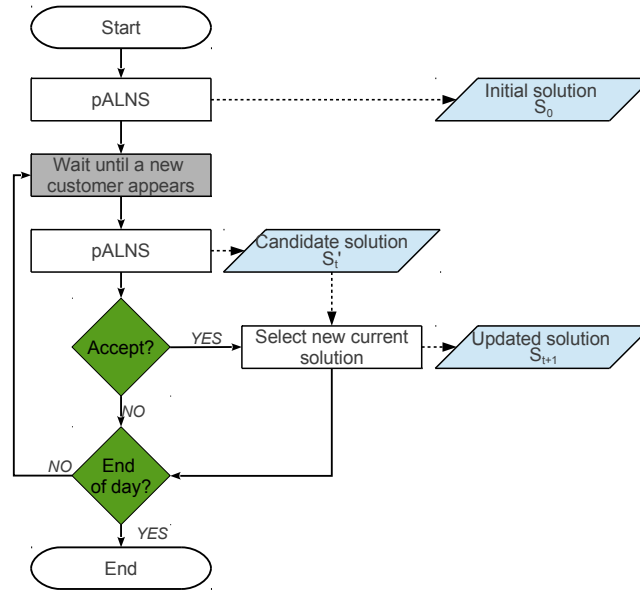 Start
pALNS
Initial solution
S0
Wait until a new
customer appears
pALNS
Candidate solution
St'
Accept?
YES
Select new current
solution
Updated solution
St+1
NO
End
of day?
NO
YES
End